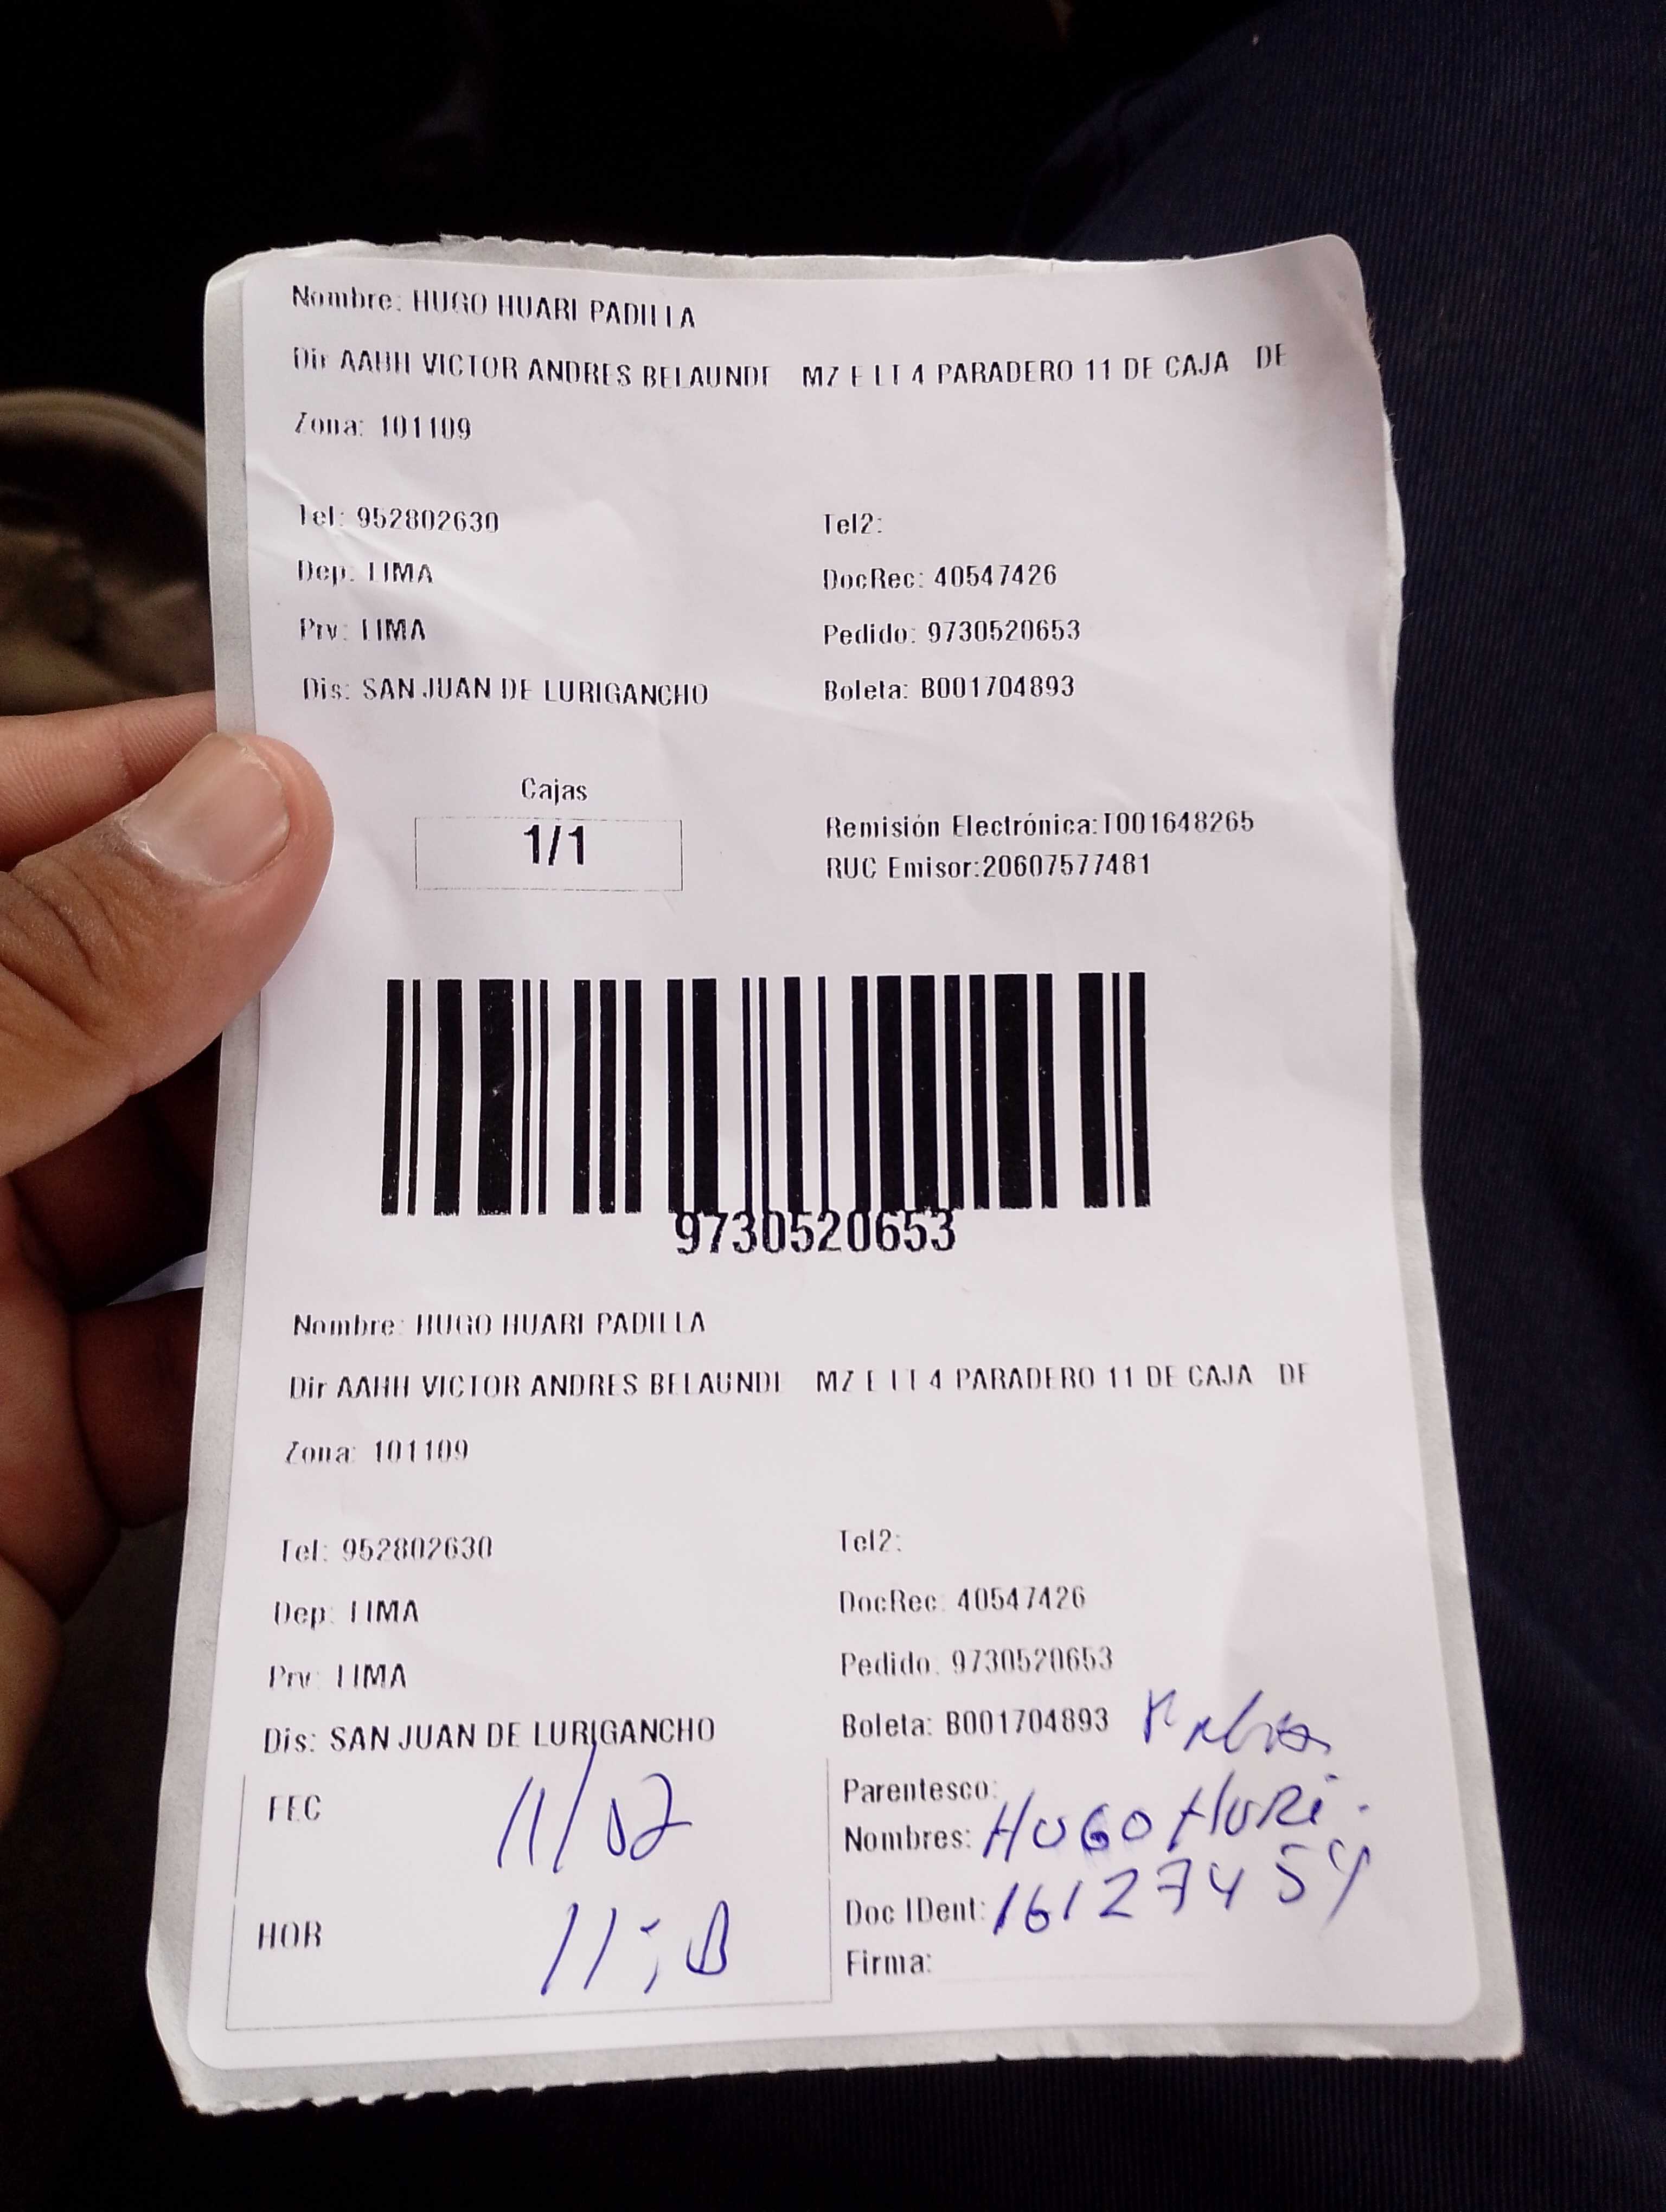 Nombre: HUGO HUARI PADILLA
Dir AAHH VICTOR ANDRES BELAUNDE MZ E LT 4 PARADERO 11 DE CAJA DE
Zona: 101109
Tel: 952802630 Tel2:
Dep: LIMA DocRec: 40547426
Prv: LIMA Pedido: 9730520653
Dis: SAN JUAN DE LURIGANCHO Boleta: B001704893
Cajas
1/1
Remisión Electrónica:T001648265
RUC Emisor:20607577481
9730520653
Nombre: HUGO HUARI PADILLA
Dir AAHH VICTOR ANDRES BELAUNDE MZ E LT 4 PARADERO 11 DE CAJA DE
Zona: 101109
Tel: 952802630 Tel2:
Dep: LIMA DocRec: 40547426
Prv: LIMA Pedido: 9730520653
Dis: SAN JUAN DE LURIGANCHO Boleta: B001704893
FEC 11/02 Parentesco:
Nombres: HUGO HURI.
HOR Doc IDent: 16127454
Firma: